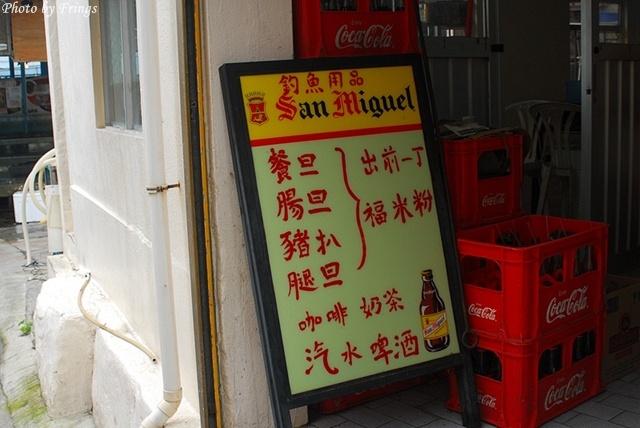 Photo by Frings
Coca-Cola
釣魚用品
San Miguel
餐旦
腸旦
豬扒
腿旦
出前一丁
福米粉
咖啡 奶茶
汽水 啤酒
Coca-Cola
Coca-Cola
Coca-Cola
Coca-Cola
Coca-Cola